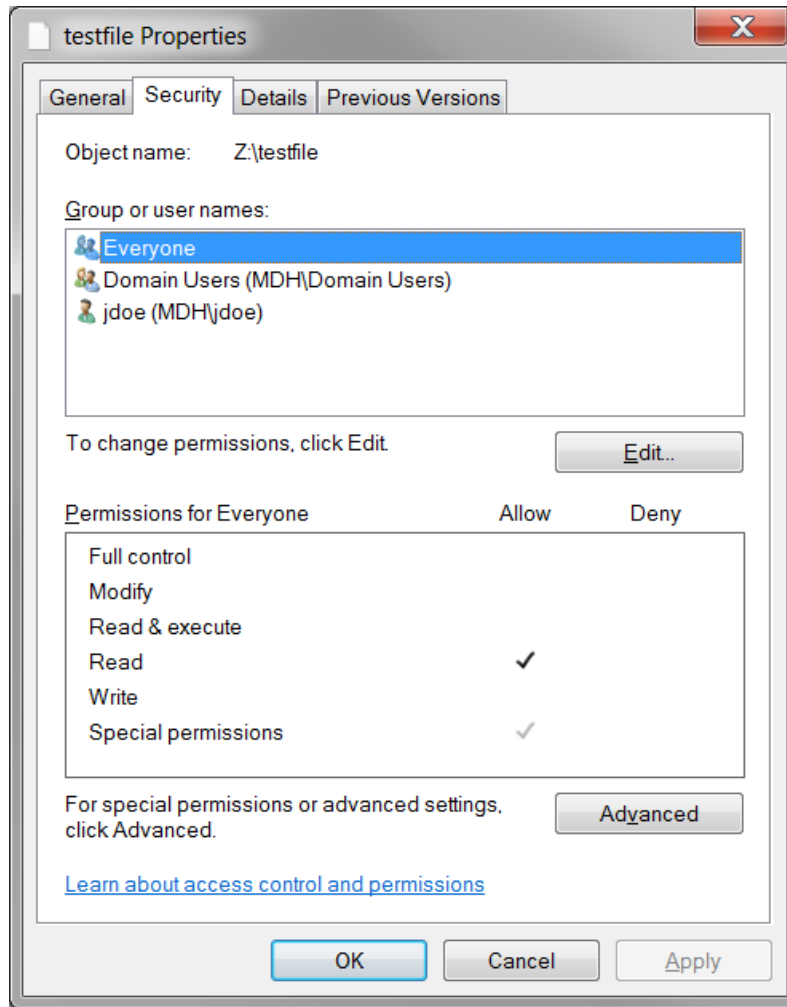 testfile Properties
General Security Details Previous Versions
Object name: Z:\testfile
Group or user names:
Everyone
Domain Users (MDH\Domain Users)
jdoe (MDH\jdoe)
To change permissions, click Edit.
Edit...
Permissions for Everyone Allow Deny
Full control
Modify
Read & execute
Read
Write
Special permissions
For special permissions or advanced settings,
click Advanced.
Advanced
Learn about access control and permissions
OK Cancel Apply